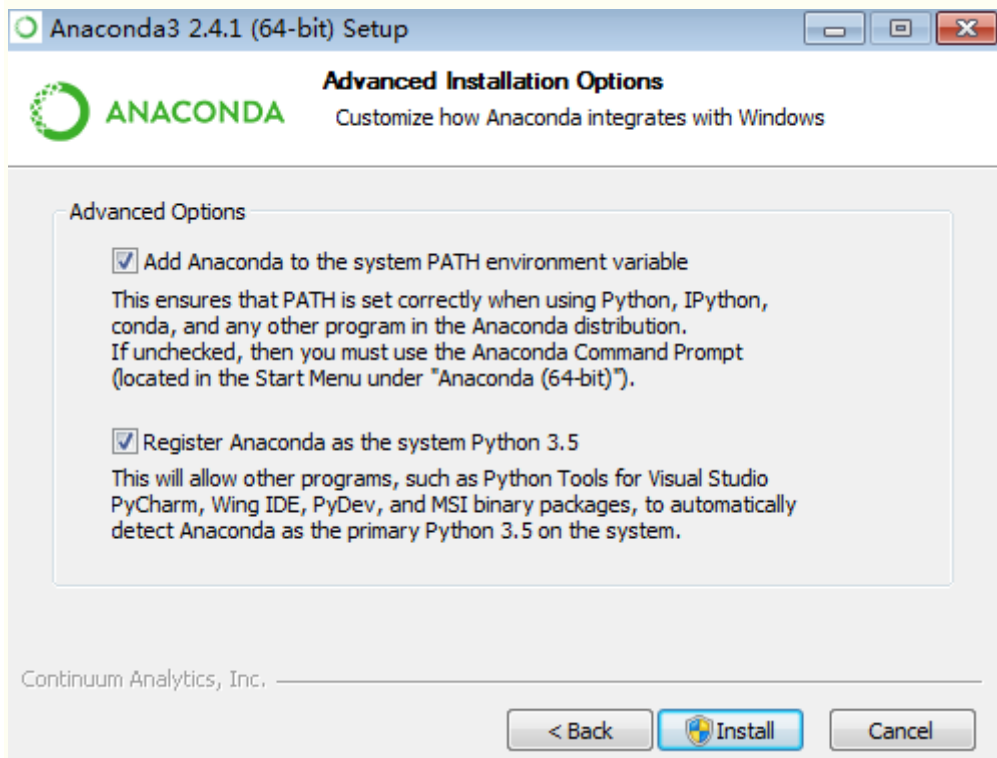 Anaconda3 2.4.1 (64-bit) Setup
ANACONDA
Advanced Installation Options
Customize how Anaconda integrates with Windows
Advanced Options
Add Anaconda to the system PATH environment variable
This ensures that PATH is set correctly when using Python, IPython,
conda, and any other program in the Anaconda distribution.
If unchecked, then you must use the Anaconda Command Prompt
(located in the Start Menu under "Anaconda (64-bit)").
Register Anaconda as the system Python 3.5
This will allow other programs, such as Python Tools for Visual Studio
PyCharm, Wing IDE, PyDev, and MSI binary packages, to automatically
detect Anaconda as the primary Python 3.5 on the system.
Continuum Analytics, Inc.
< Back
Install
Cancel